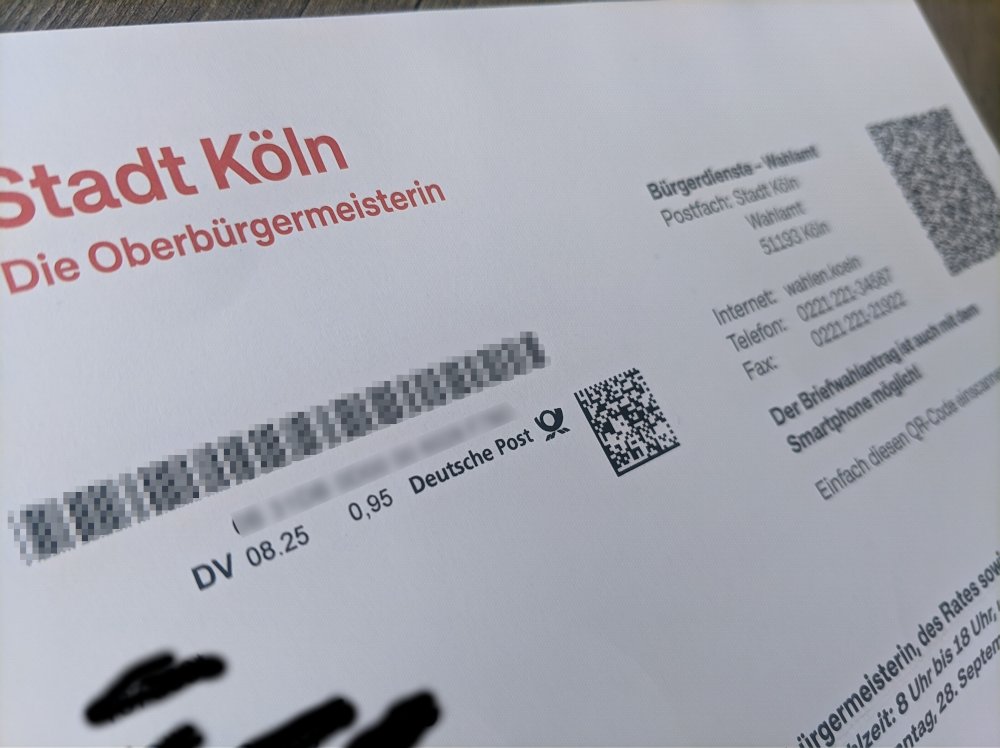 Stadt Köln
Die Oberbürgermeisterin
Bürgerdienste – Wahlamt
Postfach: Stadt Köln
Wahlamt
51193 Köln
Internet: wahlen.koeln
Telefon: 0221 221-34567
Fax: 0221 221-21922
Der Briefwahlantrag ist auch mit dem
Smartphone möglich!
Einfach diesen QR-Code
Deutsche Post
DV 08.25 0,95
des Rates
8 Uhr bis 18 Uhr,
28.